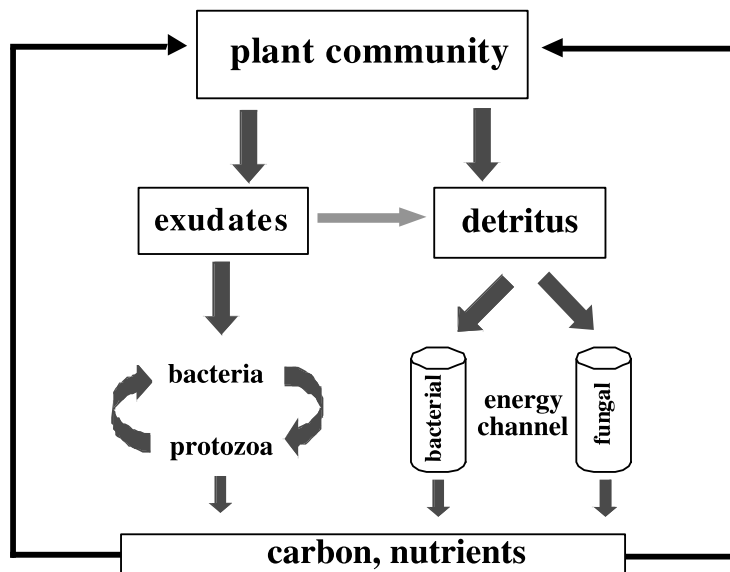 plant community
exudates
detritus
bacteria
protozoa
bacterial
energy
channel
fungal
carbon, nutrients